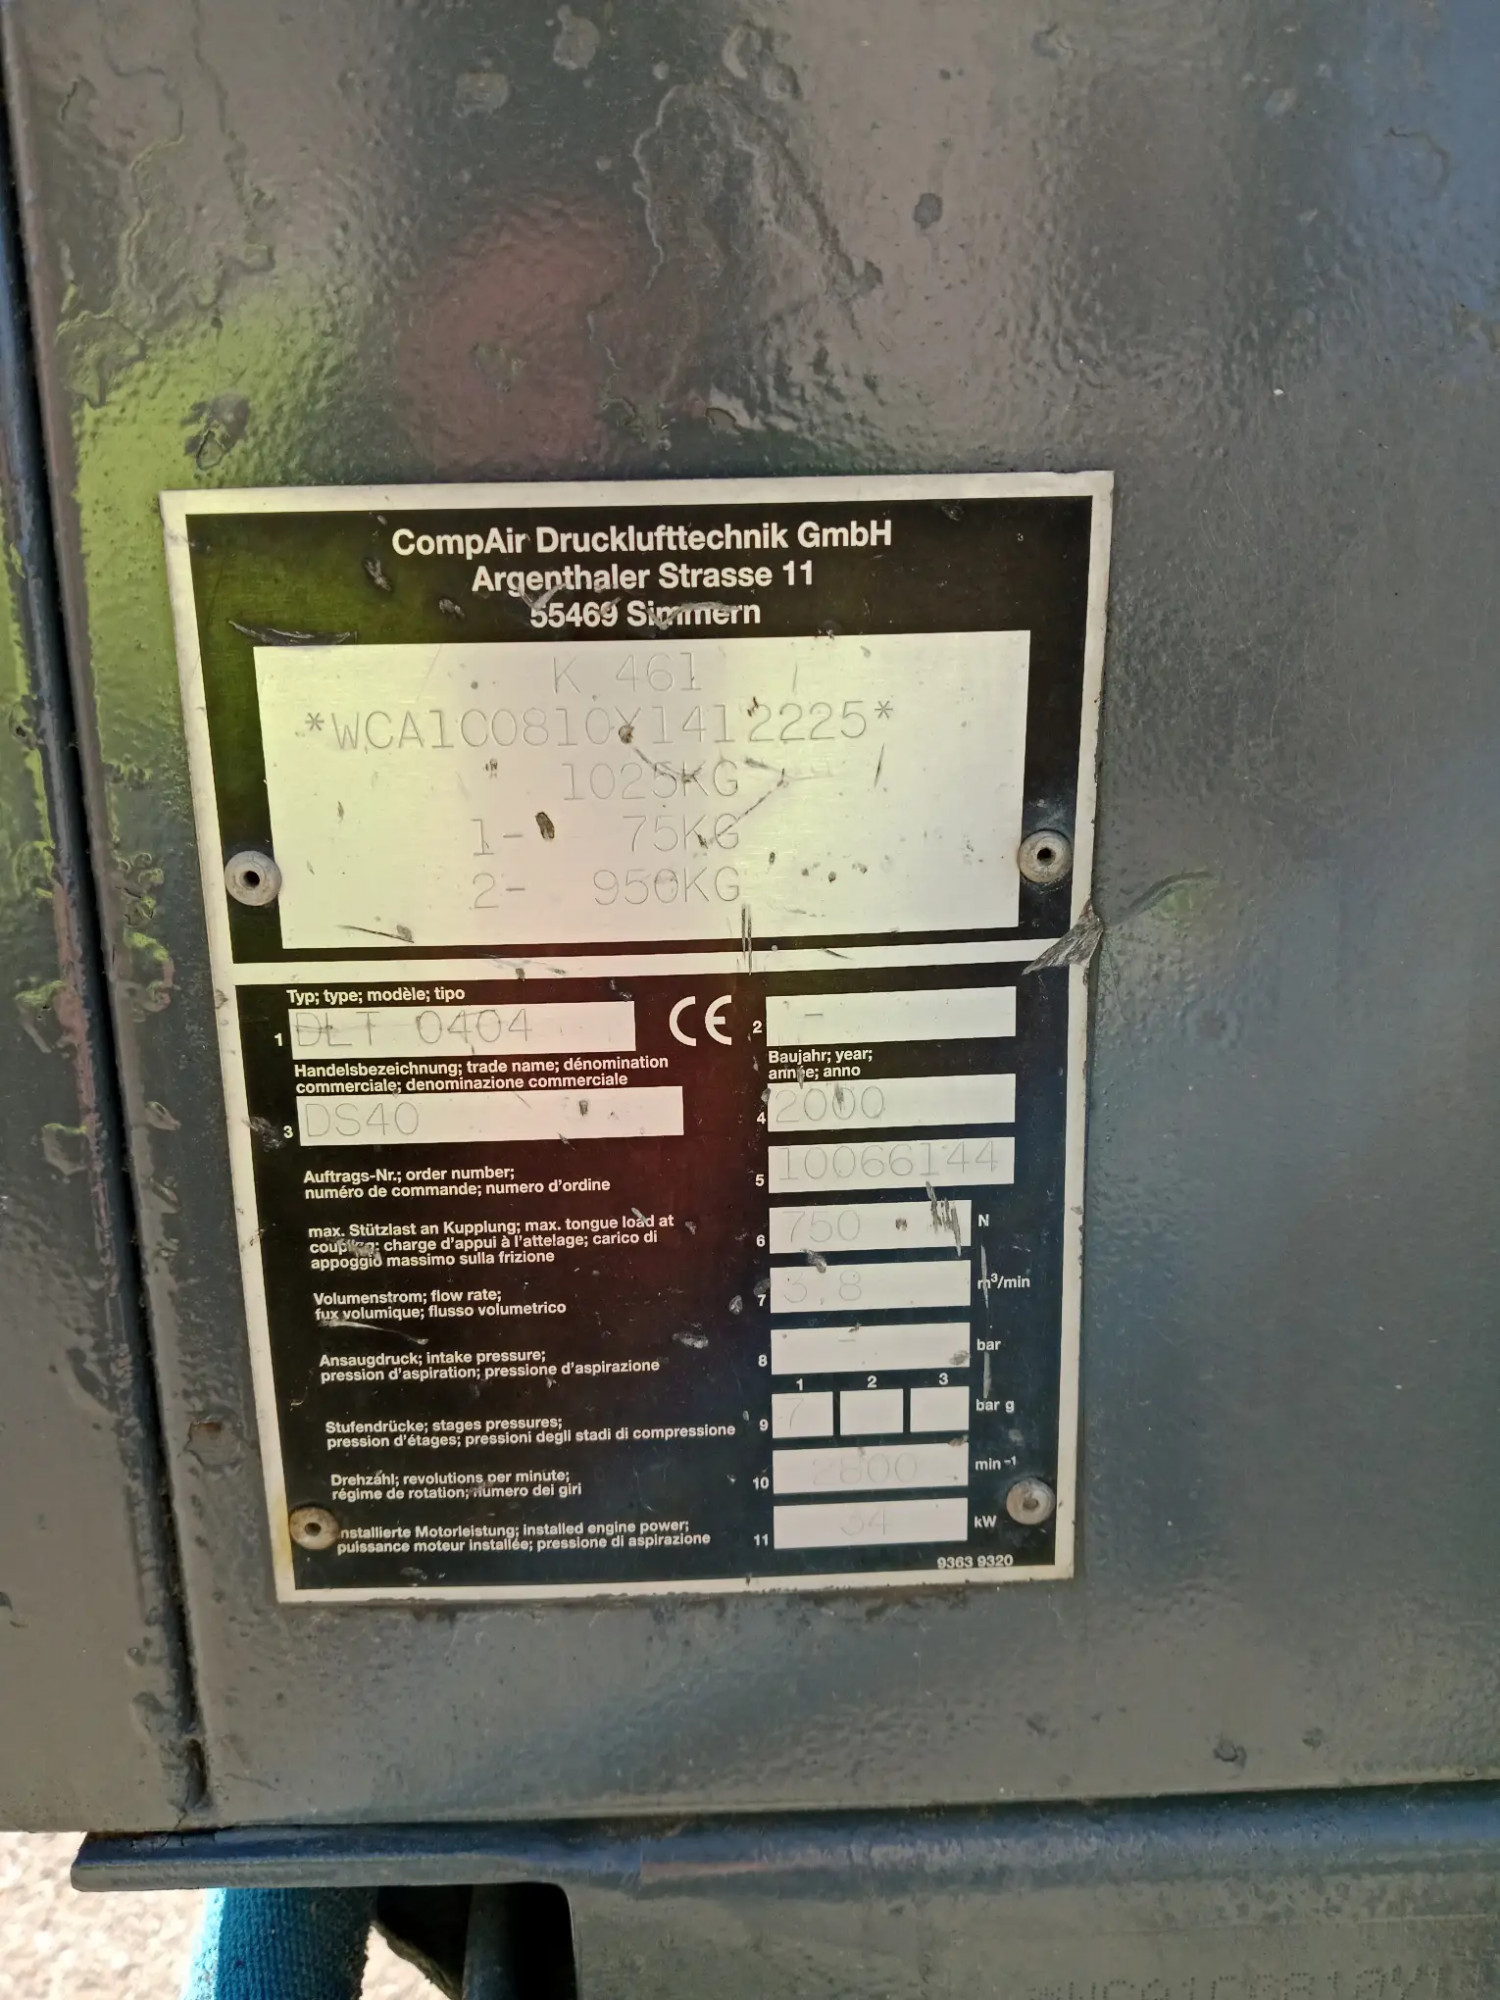 CompAir Drucklufttechnik GmbH
Argenthaler Strasse 11
55469 Simmern
K 461
*WCA1C0810Y1412225*
1025KG
1- 75KG
2- 950KG
Typ; type; modèle; tipo
1 DLT 0404
CE
2 -
Handelsbezeichnung; trade name; dénomination
commerciale; denominazione commerciale
3 DS40
Baujahr; year;
année; anno
4 2000
Auftrags-Nr.; order number;
numéro de commande; numero d'ordine
5 10066144
max. Stützlast an Kupplung; max. tongue load at
coupling; charge d'appui à l'attelage; carico di
appoggio massimo sulla frizione
6 750 N
Volumenstrom; flow rate;
fux volumique; flusso volumetrico
7 3,8 m³/min
Ansaugdruck; intake pressure;
pression d'aspiration; pressione d'aspirazione
8 - bar
1 2 3
Stufendrücke; stages pressures;
pression d'étages; pressioni degli stadi di compressione
9 7 bar g
Drehzahl; revolutions per minute;
régime de rotation; numero dei giri
10 2800 min⁻¹
Installierte Motorleistung; installed engine power;
puissance moteur installée; pressione di aspirazione
11 34 kW
9363 9320